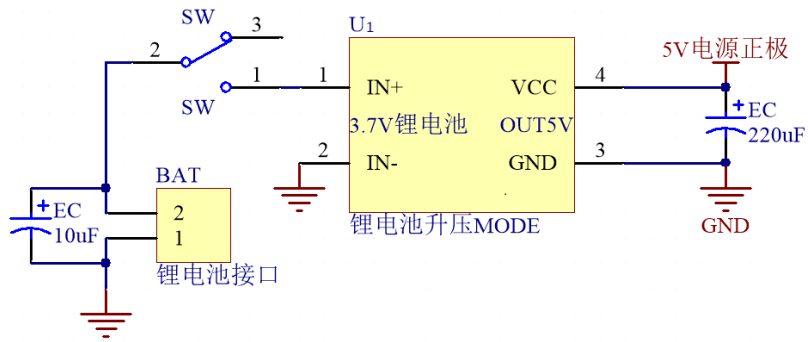 SW
3
2
1
SW
U1
1
IN+
VCC
4
3.7V锂电池
OUT5V
2
IN-
GND
3
锂电池升压MODE
5V电源正极
+
EC
220uF
GND
BAT
+
EC
10uF
2
1
锂电池接口